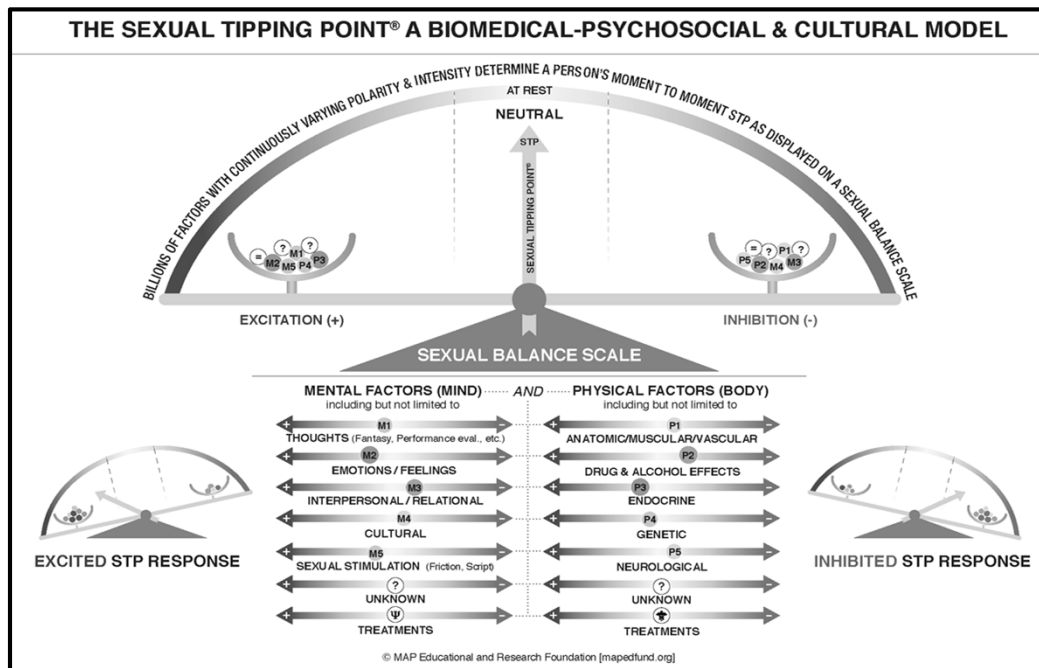 THE SEXUAL TIPPING POINT® A BIOMEDICAL-PSYCHOSOCIAL & CULTURAL MODEL
BILLIONS OF FACTORS WITH CONTINUOUSLY VARYING POLARITY & INTENSITY DETERMINE A PERSON'S MOMENT TO MOMENT STP AS DISPLAYED ON A SEXUAL BALANCE SCALE
AT REST
NEUTRAL
STP
SEXUAL TIPPING POINT®
= ? M1 ?
M2 M5 P4 P3
= ? P1 ?
P5 P2 M4 M3
EXCITATION (+)
INHIBITION (-)
SEXUAL BALANCE SCALE
MENTAL FACTORS (MIND) ...... AND ...... PHYSICAL FACTORS (BODY)
including but not limited to
including but not limited to
+ M1 −
THOUGHTS (Fantasy, Performance eval., etc.)
+ M2 −
EMOTIONS / FEELINGS
+ M3 −
INTERPERSONAL / RELATIONAL
+ M4 −
CULTURAL
+ M5 −
SEXUAL STIMULATION (Friction, Script)
+ ? −
UNKNOWN
+ Ψ −
TREATMENTS
+ P1 −
ANATOMIC/MUSCULAR/VASCULAR
+ P2 −
DRUG & ALCOHOL EFFECTS
+ P3 −
ENDOCRINE
+ P4 −
GENETIC
+ P5 −
NEUROLOGICAL
+ ? −
UNKNOWN
+ −
TREATMENTS
EXCITED STP RESPONSE
INHIBITED STP RESPONSE
© MAP Educational and Research Foundation [mapedfund.org]